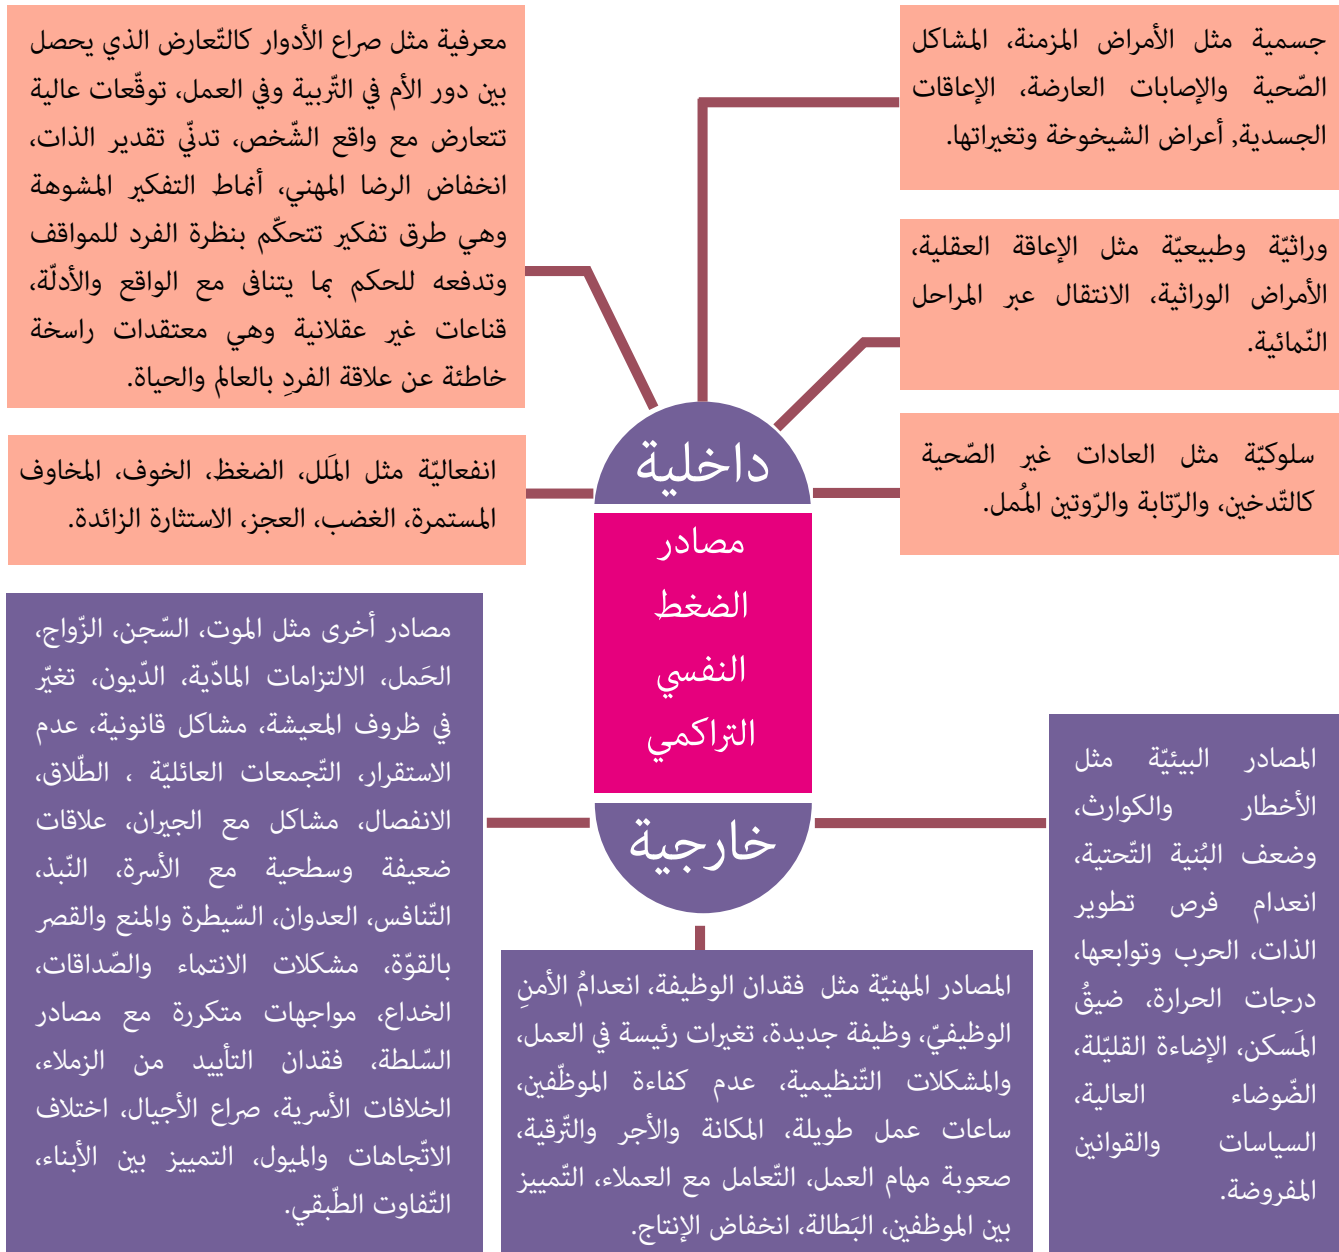 جسمية مثل الأمراض المزمنة، المشاكل
الصّحية والإصابات العارضة، الإعاقات
الجسدية, أعراض الشيخوخة وتغيراتها.
وراثيّة وطبيعيّة مثل الإعاقة العقلية،
الأمراض الوراثية، الانتقال عبر المراحل
النّمائية.
سلوكيّة مثل العادات غير الصّحية
كالتّدخين، والرّتابة والرّوتين المُمل.
معرفية مثل صراع الأدوار كالتّعارض الذي يحصل
بين دور الأم في التّربية وفي العمل، توقّعات عالية
تتعارض مع واقع الشّخص، تدنّي تقدير الذات،
انخفاض الرضا المهني، أنماط التفكير المشوهة
وهي طرق تفكير تتحكّم بنظرة الفرد للمواقف
وتدفعه للحكم بما يتنافى مع الواقع والأدلّة،
قناعات غير عقلانية وهي معتقدات راسخة
خاطئة عن علاقة الفردِ بالعالم والحياة.
انفعاليّة مثل المَلل، الضغظ، الخوف، المخاوف
المستمرة، الغضب، العجز، الاستثارة الزائدة.
داخلية
مصادر
الضغط
النفسي
التراكمي
خارجية
المصادر البيئيّة مثل
الأخطار والكوارث،
وضعف البُنية التّحتية،
انعدام فرص تطوير
الذات، الحرب وتوابعها،
درجات الحرارة، ضيقُ
المَسكن، الإضاءة القليّلة،
الضّوضاء العالية،
السياسات والقوانين
المفروضة.
المصادر المهنيّة مثل فقدان الوظيفة، انعدامُ الأمنِ
الوظيفيّ، وظيفة جديدة، تغيرات رئيسة في العمل،
والمشكلات التّنظيمية، عدم كفاءة الموظّفين،
ساعات عمل طويلة، المكانة والأجر والتّرقية،
صعوبة مهام العمل، التّعامل مع العملاء، التّمييز
بين الموظفين، البَطالة، انخفاض الإنتاج.
مصادر أخرى مثل الموت، السّجن، الزّواج،
الحَمل، الالتزامات المادّية، الدّيون، تغيّر
في ظروف المعيشة، مشاكل قانونية، عدم
الاستقرار، التّجمعات العائليّة ، الطّلاق،
الانفصال، مشاكل مع الجيران، علاقات
ضعيفة وسطحية مع الأسرة، النّبذ،
التّنافس، العدوان، السّيطرة والمنع والقصر
بالقوّة، مشكلات الانتماء والصّداقات،
الخداع، مواجهات متكررة مع مصادر
السّلطة، فقدان التأييد من الزملاء،
الخلافات الأسرية، صراع الأجيال، اختلاف
الاتّجاهات والميول، التمييز بين الأبناء،
التّفاوت الطّبقي.